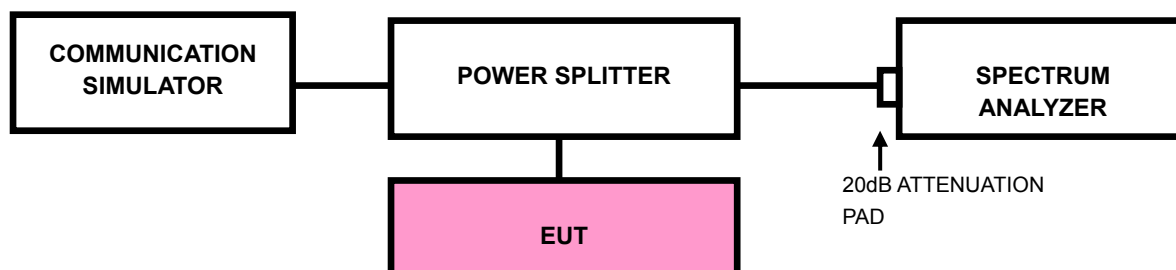 COMMUNICATION
SIMULATOR
POWER SPLITTER
SPECTRUM
ANALYZER
20dB ATTENUATION
PAD
EUT